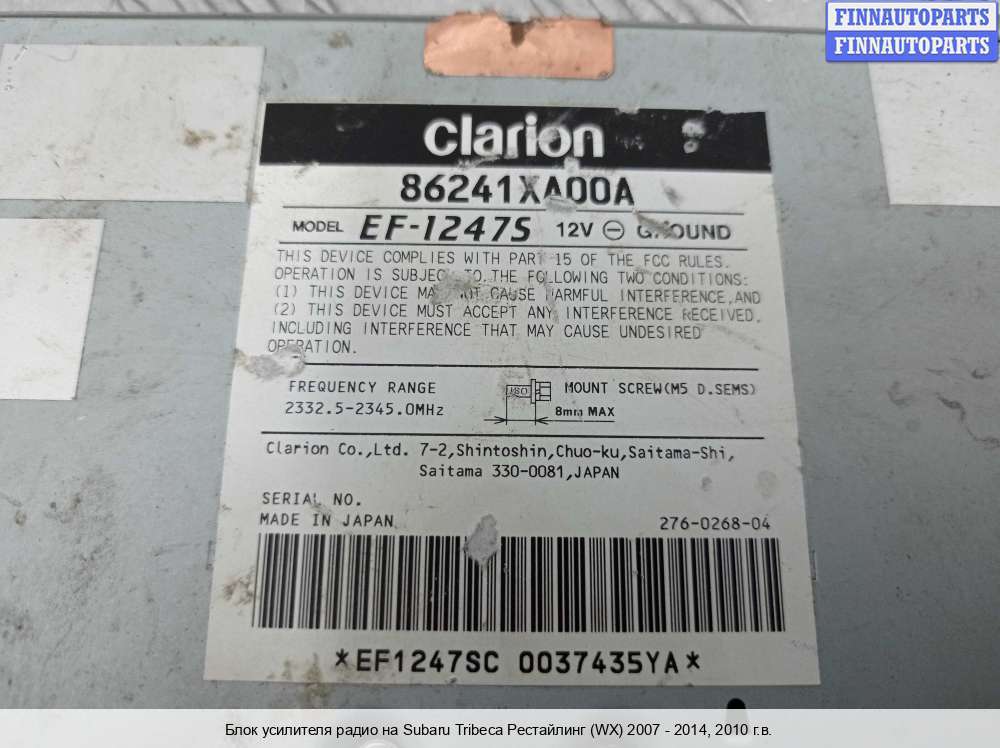 FINNAUTOPARTS
FINNAUTOPARTS
clarion
86241XA00A
MODEL EF-1247S 12V GROUND
THIS DEVICE COMPLIES WITH PART 15 OF THE FCC RULES.
OPERATION IS SUBJECT TO THE FOLLOWING TWO CONDITIONS:
(1) THIS DEVICE MAY NOT CAUSE HARMFUL INTERFERENCE,AND
(2) THIS DEVICE MUST ACCEPT ANY INTERFERENCE RECEIVED,
INCLUDING INTERFERENCE THAT MAY CAUSE UNDESIRED
OPERATION.
FREQUENCY RANGE MOUNT SCREW(M5 D.SEMS)
2332.5-2345.0MHz 8mm MAX
Clarion Co.,Ltd. 7-2,Shintoshin,Chuo-ku,Saitama-Shi,
Saitama 330-0081,JAPAN
SERIAL NO.
MADE IN JAPAN 276-0268-04
*EF1247SC 0037435YA*
Блок усилителя радио на Subaru Tribeca Рестайлинг (WX) 2007 - 2014, 2010 г.в.